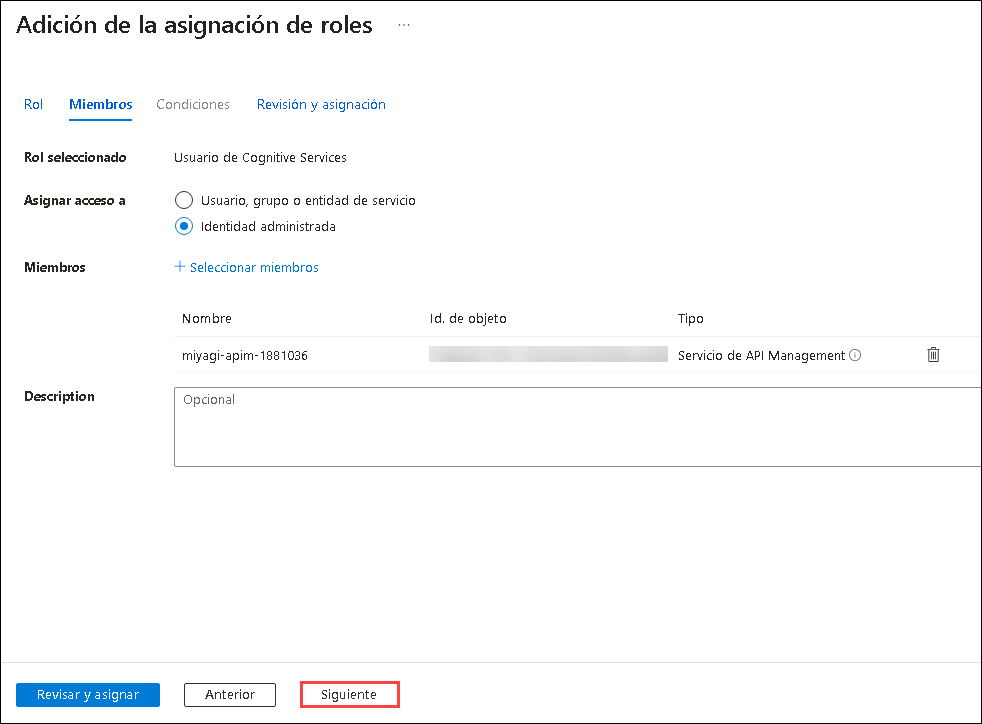 Adición de la asignación de roles ...
Rol Miembros Condiciones Revisión y asignación
Rol seleccionado Usuario de Cognitive Services
Asignar acceso a Usuario, grupo o entidad de servicio
Identidad administrada
Miembros + Seleccionar miembros
Nombre Id. de objeto Tipo
miyagi-apim-1881036 Servicio de API Management
Description Opcional
Revisar y asignar Anterior Siguiente